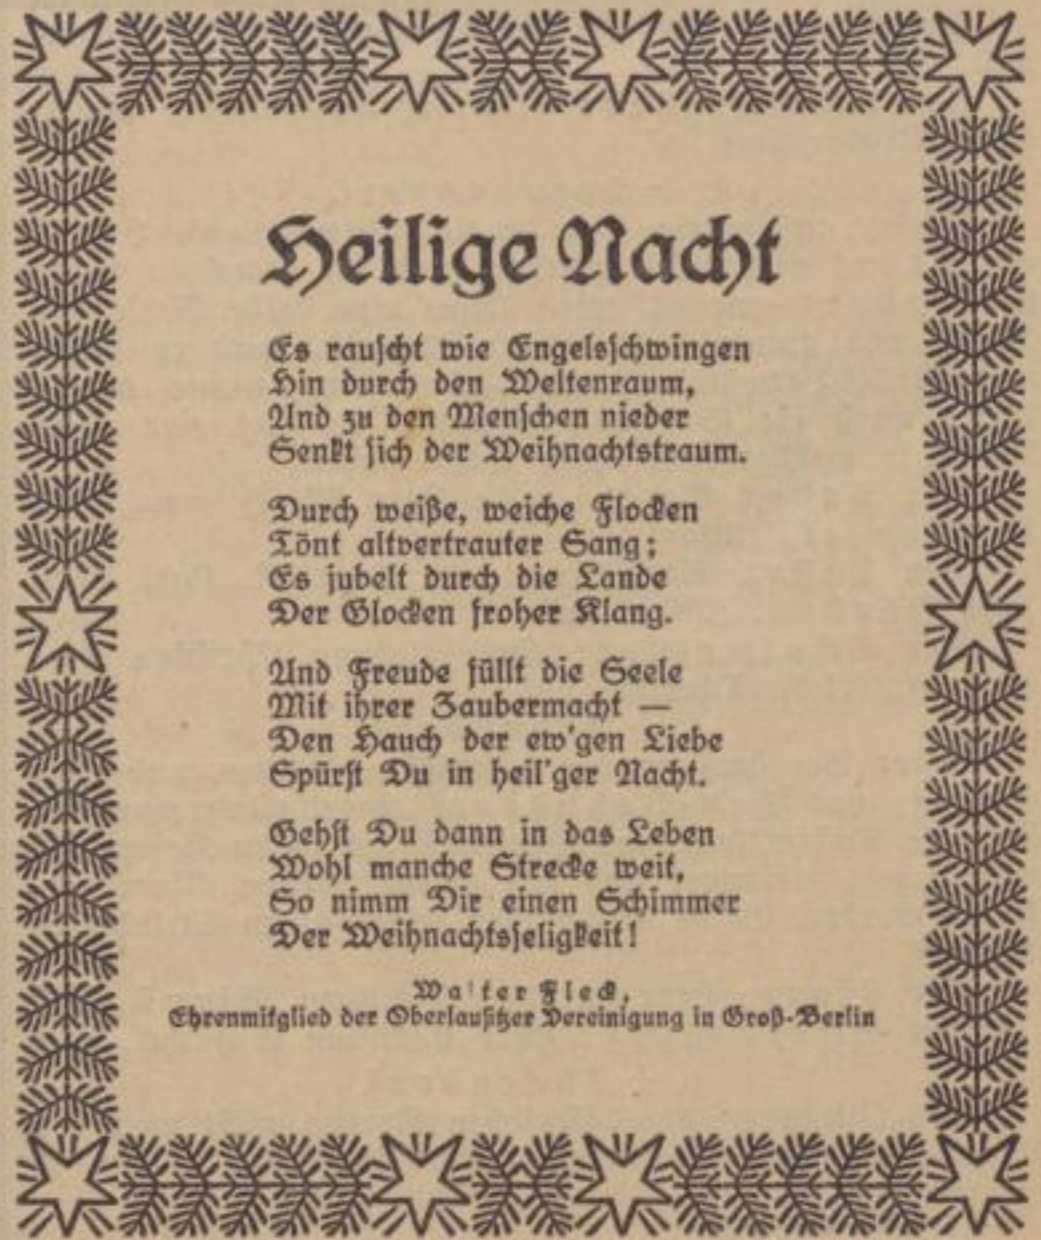 Heilige Nacht
Es rauscht wie Engelsschwingen
Hin durch den Weltenraum,
Und zu den Menschen nieder
Senkt sich der Weihnachtstraum.
Durch weiße, weiche Flocken
Tönt altvertrauter Sang;
Es jubelt durch die Lande
Der Glocken froher Klang.
Und Freude füllt die Seele
Mit ihrer Zaubermacht —
Den Hauch der ew'gen Liebe
Spürst Du in heil'ger Nacht.
Gehst Du dann in das Leben
Wohl manche Strecke weit,
So nimm Dir einen Schimmer
Der Weihnachtsseligkeit!
Walter Fleck,
Ehrenmitglied der Oberlausitzer Vereinigung in Groß-Berlin